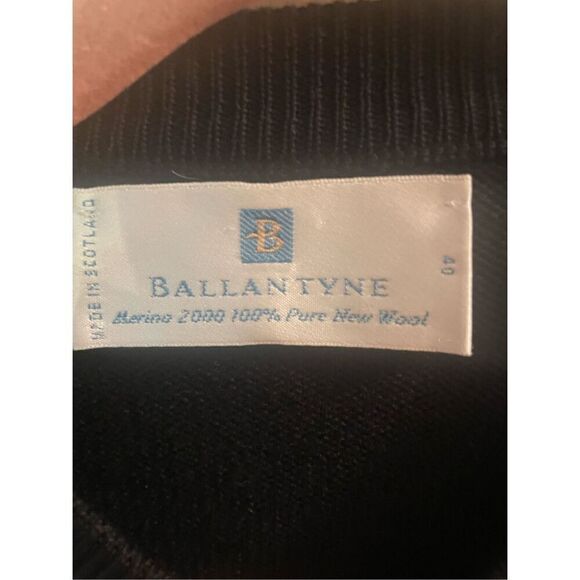 MADE IN SCOTLAND
B
BALLANTYNE
Merino 2000 100% Pure New Wool
40